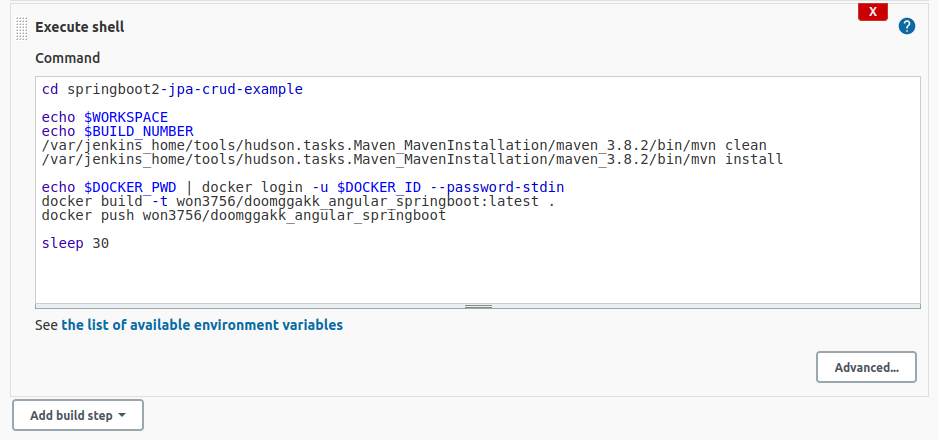 X
Execute shell
?
Command
cd springboot2-jpa-crud-example
echo $WORKSPACE
echo $BUILD_NUMBER
/var/jenkins_home/tools/hudson.tasks.Maven_MavenInstallation/maven_3.8.2/bin/mvn clean
/var/jenkins_home/tools/hudson.tasks.Maven_MavenInstallation/maven_3.8.2/bin/mvn install
echo $DOCKER_PWD | docker login -u $DOCKER_ID --password-stdin
docker build -t won3756/doomggakk_angular_springboot:latest .
docker push won3756/doomggakk_angular_springboot
sleep 30
See the list of available environment variables
Advanced...
Add build step